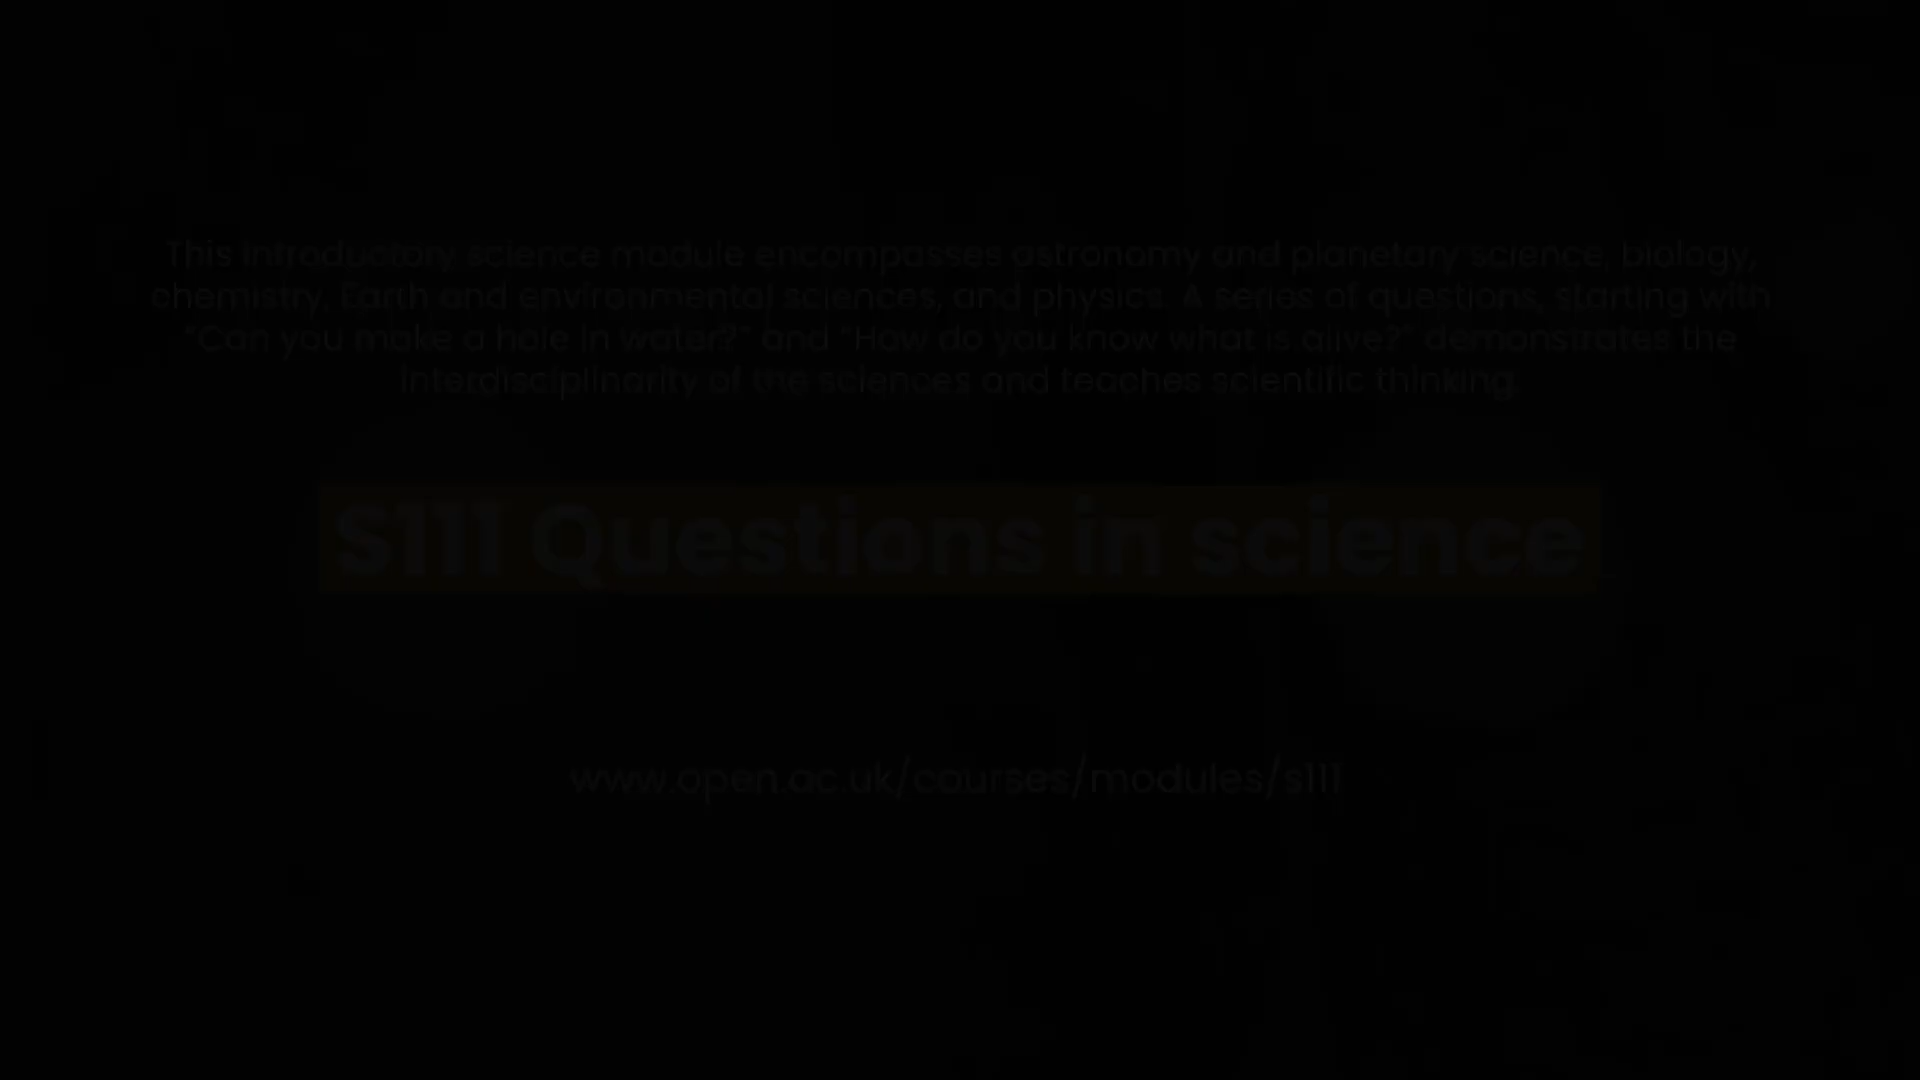 This introductory science module encompasses astronomy and planetary science, biology,
chemistry, Earth and environmental sciences, and physics. A series of questions, starting with
"Can you make a hole in water?" and "How do you know what is alive?" demonstrates the
interdisciplinarity of the sciences and teaches scientific thinking.
S111 Questions in science
www.open.ac.uk/courses/modules/s111